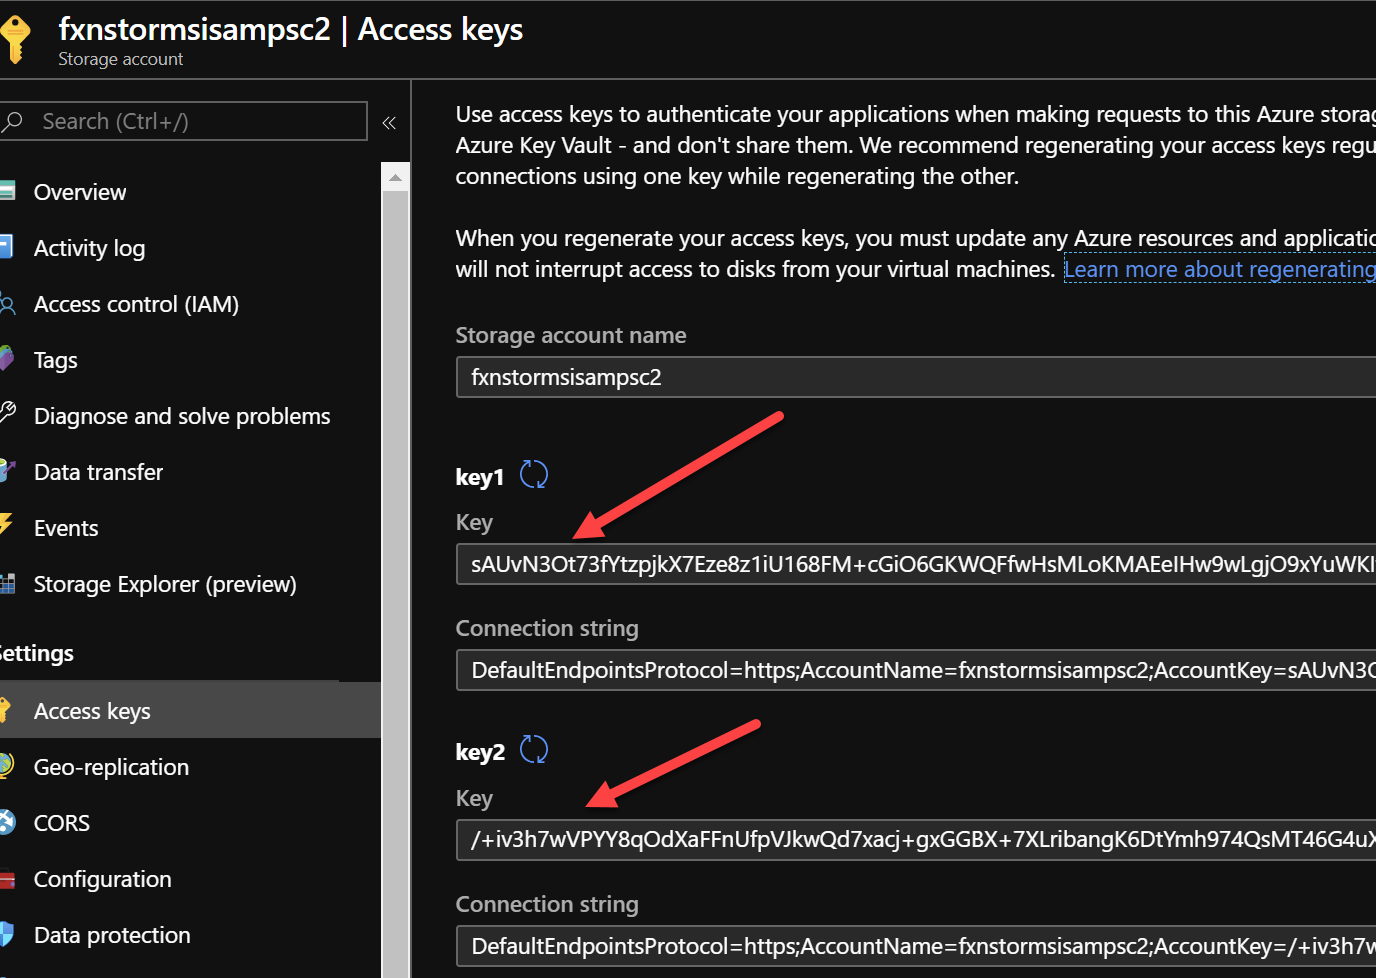 fxnstormsisampsc2 | Access keys
Storage account
Search (Ctrl+/)
«
Overview
Activity log
Access control (IAM)
Tags
Diagnose and solve problems
Data transfer
Events
Storage Explorer (preview)
ettings
Access keys
Geo-replication
CORS
Configuration
Data protection
Use access keys to authenticate your applications when making requests to this Azure storag
Azure Key Vault - and don't share them. We recommend regenerating your access keys regu
connections using one key while regenerating the other.
When you regenerate your access keys, you must update any Azure resources and applicatio
will not interrupt access to disks from your virtual machines. Learn more about regenerating
Storage account name
fxnstormsisampsc2
key1
Key
sAUvN3Ot73fYtzpjkX7Eze8z1iU168FM+cGiO6GKWQFfwHsMLoKMAEeIHw9wLgjO9xYuWKI
Connection string
DefaultEndpointsProtocol=https;AccountName=fxnstormsisampsc2;AccountKey=sAUvN3O
key2
Key
/+iv3h7wVPYY8qOdXaFFnUfpVJkwQd7xacj+gxGGBX+7XLribangK6DtYmh974QsMT46G4uX
Connection string
DefaultEndpointsProtocol=https;AccountName=fxnstormsisampsc2;AccountKey=/+iv3h7w